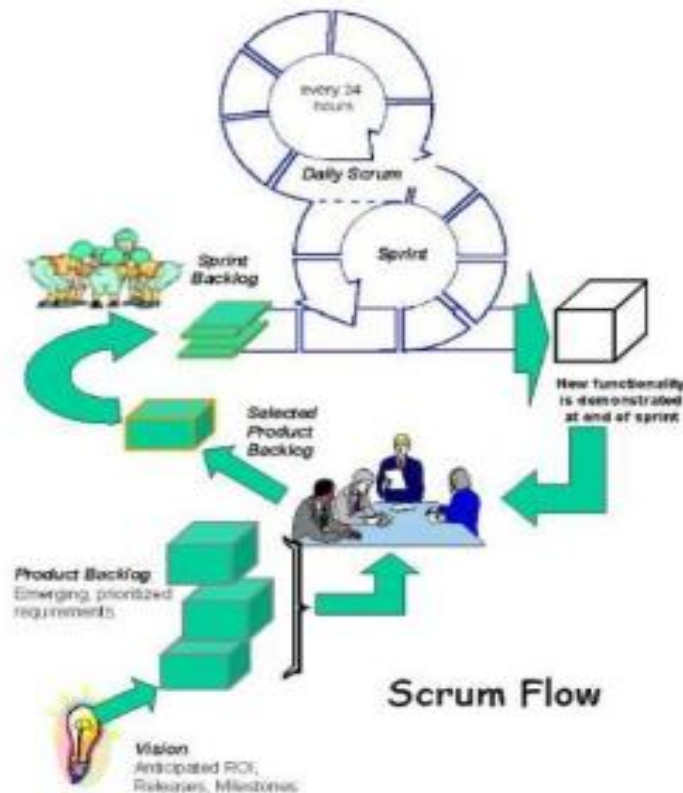 every 24
hours
Daily Scrum
Sprint
Backlog
Sprint
New functionality
is demonstrated
at end of sprint
Selected
Product
Backlog
Product Backlog
Emerging, prioritized
requirements
Scrum Flow
Vision
Anticipated ROI,
Releases, Milestones